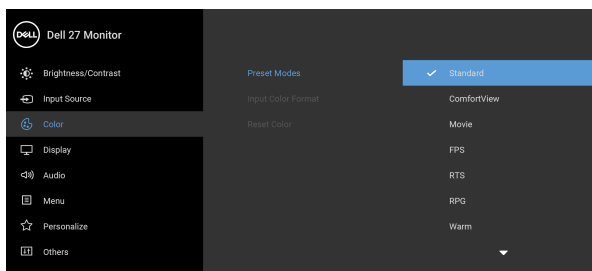 DELL Dell 27 Monitor
Brightness/Contrast Preset Modes Standard
Input Source Input Color Format ComfortView
Color Reset Color Movie
Display FPS
Audio RTS
Menu RPG
Personalize Warm
Others